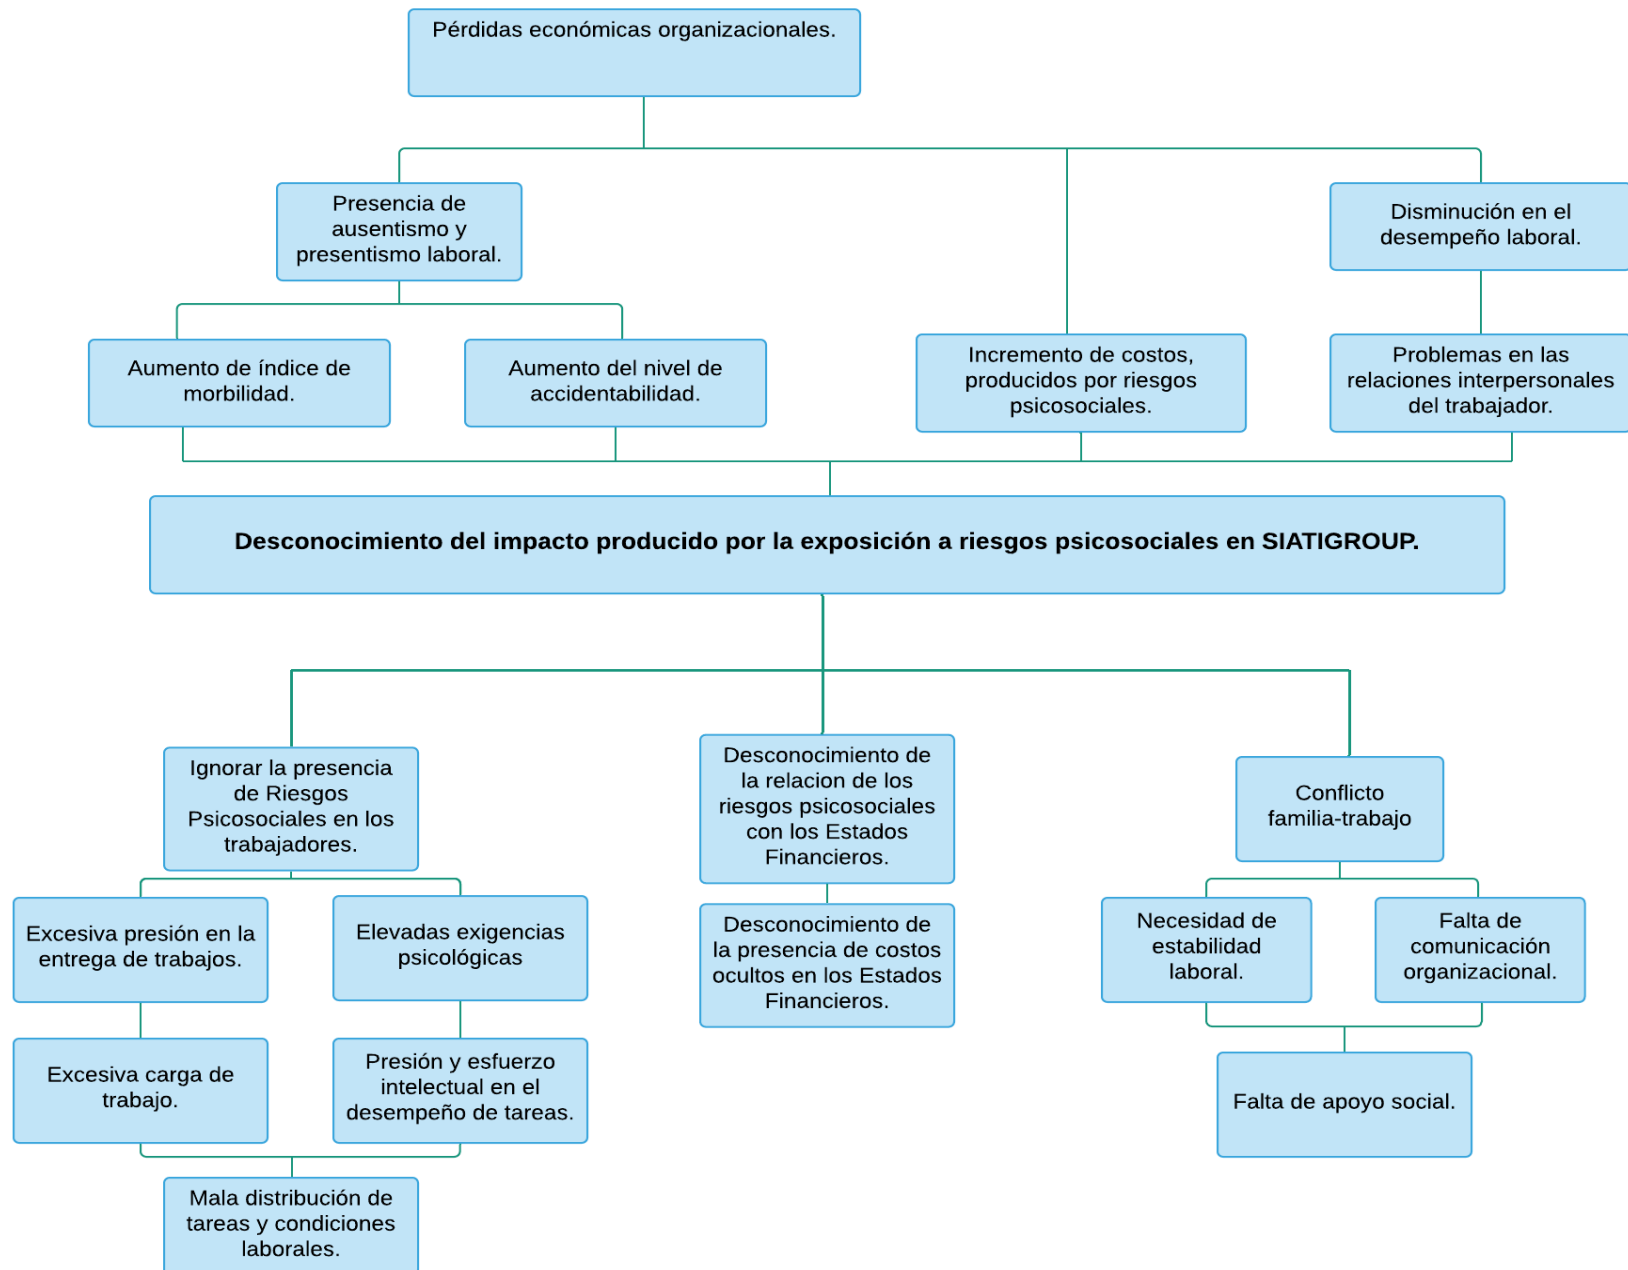 Pérdidas económicas organizacionales.
Presencia de
ausentismo y
presentismo laboral.
Disminución en el
desempeño laboral.
Aumento de índice de
morbilidad.
Aumento del nivel de
accidentabilidad.
Incremento de costos,
producidos por riesgos
psicosociales.
Problemas en las
relaciones interpersonales
del trabajador.
Desconocimiento del impacto producido por la exposición a riesgos psicosociales en SIATIGROUP.
Ignorar la presencia
de Riesgos
Psicosociales en los
trabajadores.
Desconocimiento de
la relacion de los
riesgos psicosociales
con los Estados
Financieros.
Conflicto
familia-trabajo
Excesiva presión en la
entrega de trabajos.
Elevadas exigencias
psicológicas
Desconocimiento de
la presencia de costos
ocultos en los Estados
Financieros.
Necesidad de
estabilidad
laboral.
Falta de
comunicación
organizacional.
Excesiva carga de
trabajo.
Presión y esfuerzo
intelectual en el
desempeño de tareas.
Falta de apoyo social.
Mala distribución de
tareas y condiciones
laborales.